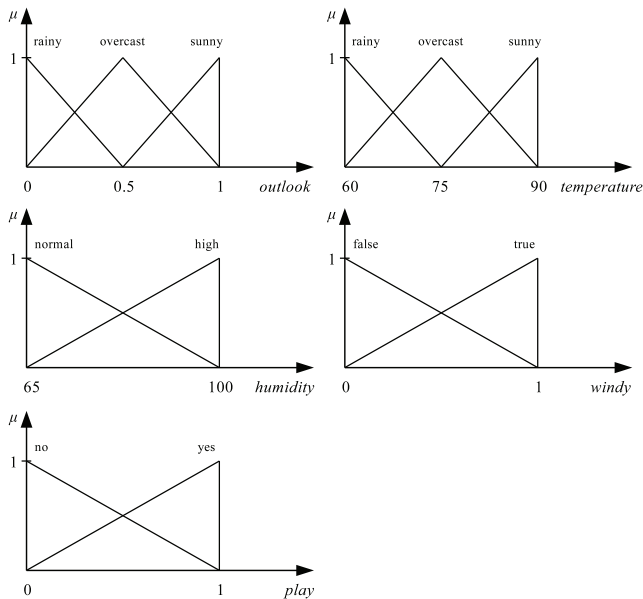 μ
rainy overcast sunny
1
0 0.5 1 outlook
μ
rainy overcast sunny
1
60 75 90 temperature
μ
normal high
1
65 100 humidity
μ
false true
1
0 1 windy
μ
no yes
1
0 1 play